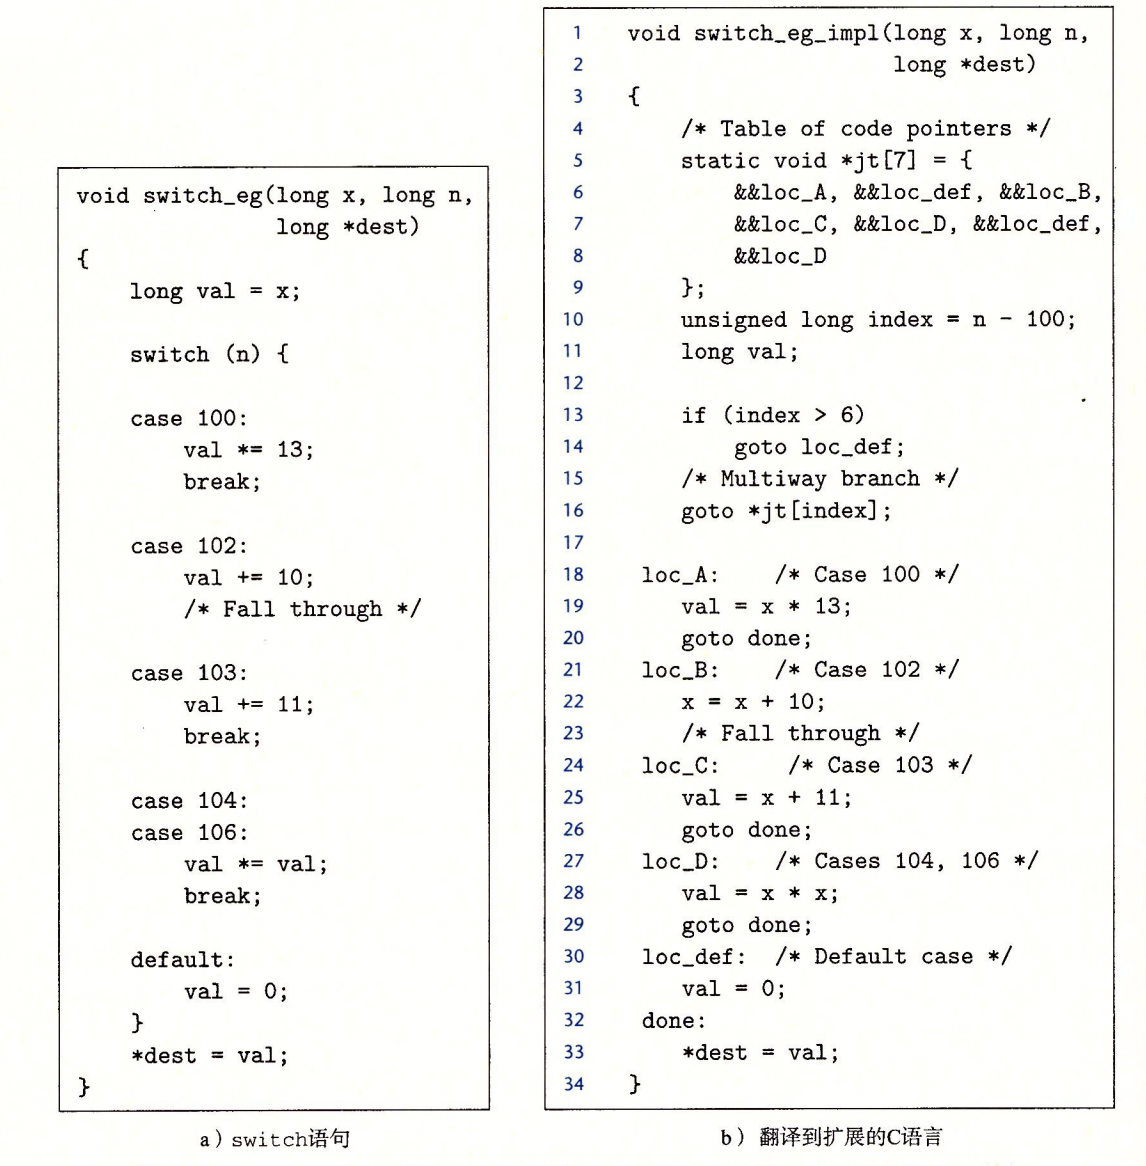 void switch_eg(long x, long n,
               long *dest)
{
    long val = x;

    switch (n) {

    case 100:
        val *= 13;
        break;

    case 102:
        val += 10;
        /* Fall through */

    case 103:
        val += 11;
        break;

    case 104:
    case 106:
        val *= val;
        break;

    default:
        val = 0;
    }
    *dest = val;
}
a) switch语句
1 void switch_eg_impl(long x, long n,
2                     long *dest)
3 {
4     /* Table of code pointers */
5     static void *jt[7] = {
6         &&loc_A, &&loc_def, &&loc_B,
7         &&loc_C, &&loc_D, &&loc_def,
8         &&loc_D
9     };
10     unsigned long index = n - 100;
11     long val;
12
13     if (index > 6)
14         goto loc_def;
15     /* Multiway branch */
16     goto *jt[index];
17
18  loc_A:    /* Case 100 */
19     val = x * 13;
20     goto done;
21  loc_B:    /* Case 102 */
22     x = x + 10;
23     /* Fall through */
24  loc_C:     /* Case 103 */
25     val = x + 11;
26     goto done;
27  loc_D:    /* Cases 104, 106 */
28     val = x * x;
29     goto done;
30  loc_def:  /* Default case */
31     val = 0;
32  done:
33     *dest = val;
34 }
b) 翻译到扩展的C语言